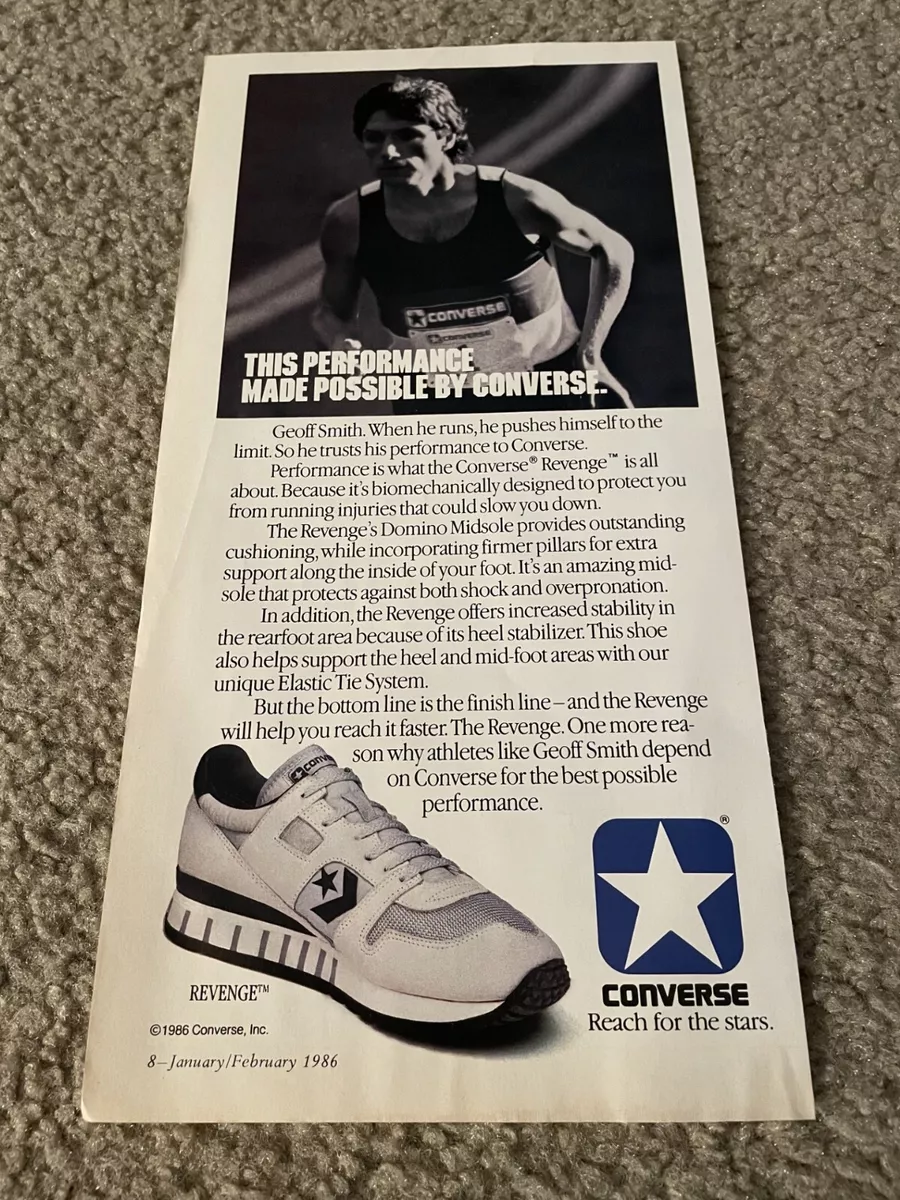 CONVERSE
CONVERSE
THIS PERFORMANCE
MADE POSSIBLE BY CONVERSE.
Geoff Smith. When he runs, he pushes himself to the
limit. So he trusts his performance to Converse.
Performance is what the Converse® Revenge™ is all
about. Because it's biomechanically designed to protect you
from running injuries that could slow you down.
The Revenge's Domino Midsole provides outstanding
cushioning, while incorporating firmer pillars for extra
support along the inside of your foot. It's an amazing mid-
sole that protects against both shock and overpronation.
In addition, the Revenge offers increased stability in
the rearfoot area because of its heel stabilizer. This shoe
also helps support the heel and mid-foot areas with our
unique Elastic Tie System.
But the bottom line is the finish line – and the Revenge
will help you reach it faster. The Revenge. One more rea-
son why athletes like Geoff Smith depend
on Converse for the best possible
performance.
REVENGE™
©1986 Converse, Inc.
8—January/February 1986
®
CONVERSE
Reach for the stars.